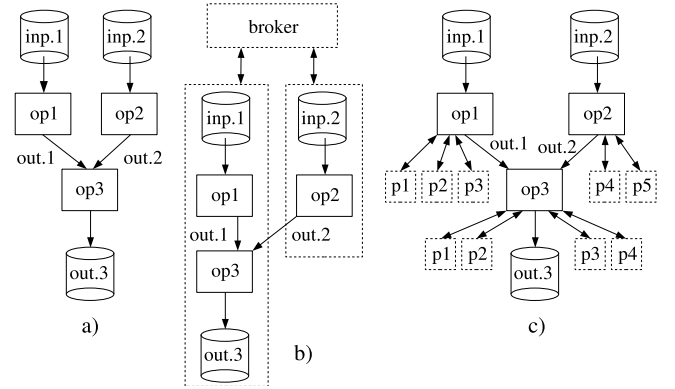 inp.1 inp.2
op1 op2
out.1 out.2
op3
out.3
a)
broker
inp.1 inp.2
op1 op2
out.1 out.2
op3
out.3
b)
inp.1 inp.2
op1 op2
out.1 out.2
p1 p2 p3 op3 p4 p5
p1 p2 p3 p4
out.3
c)